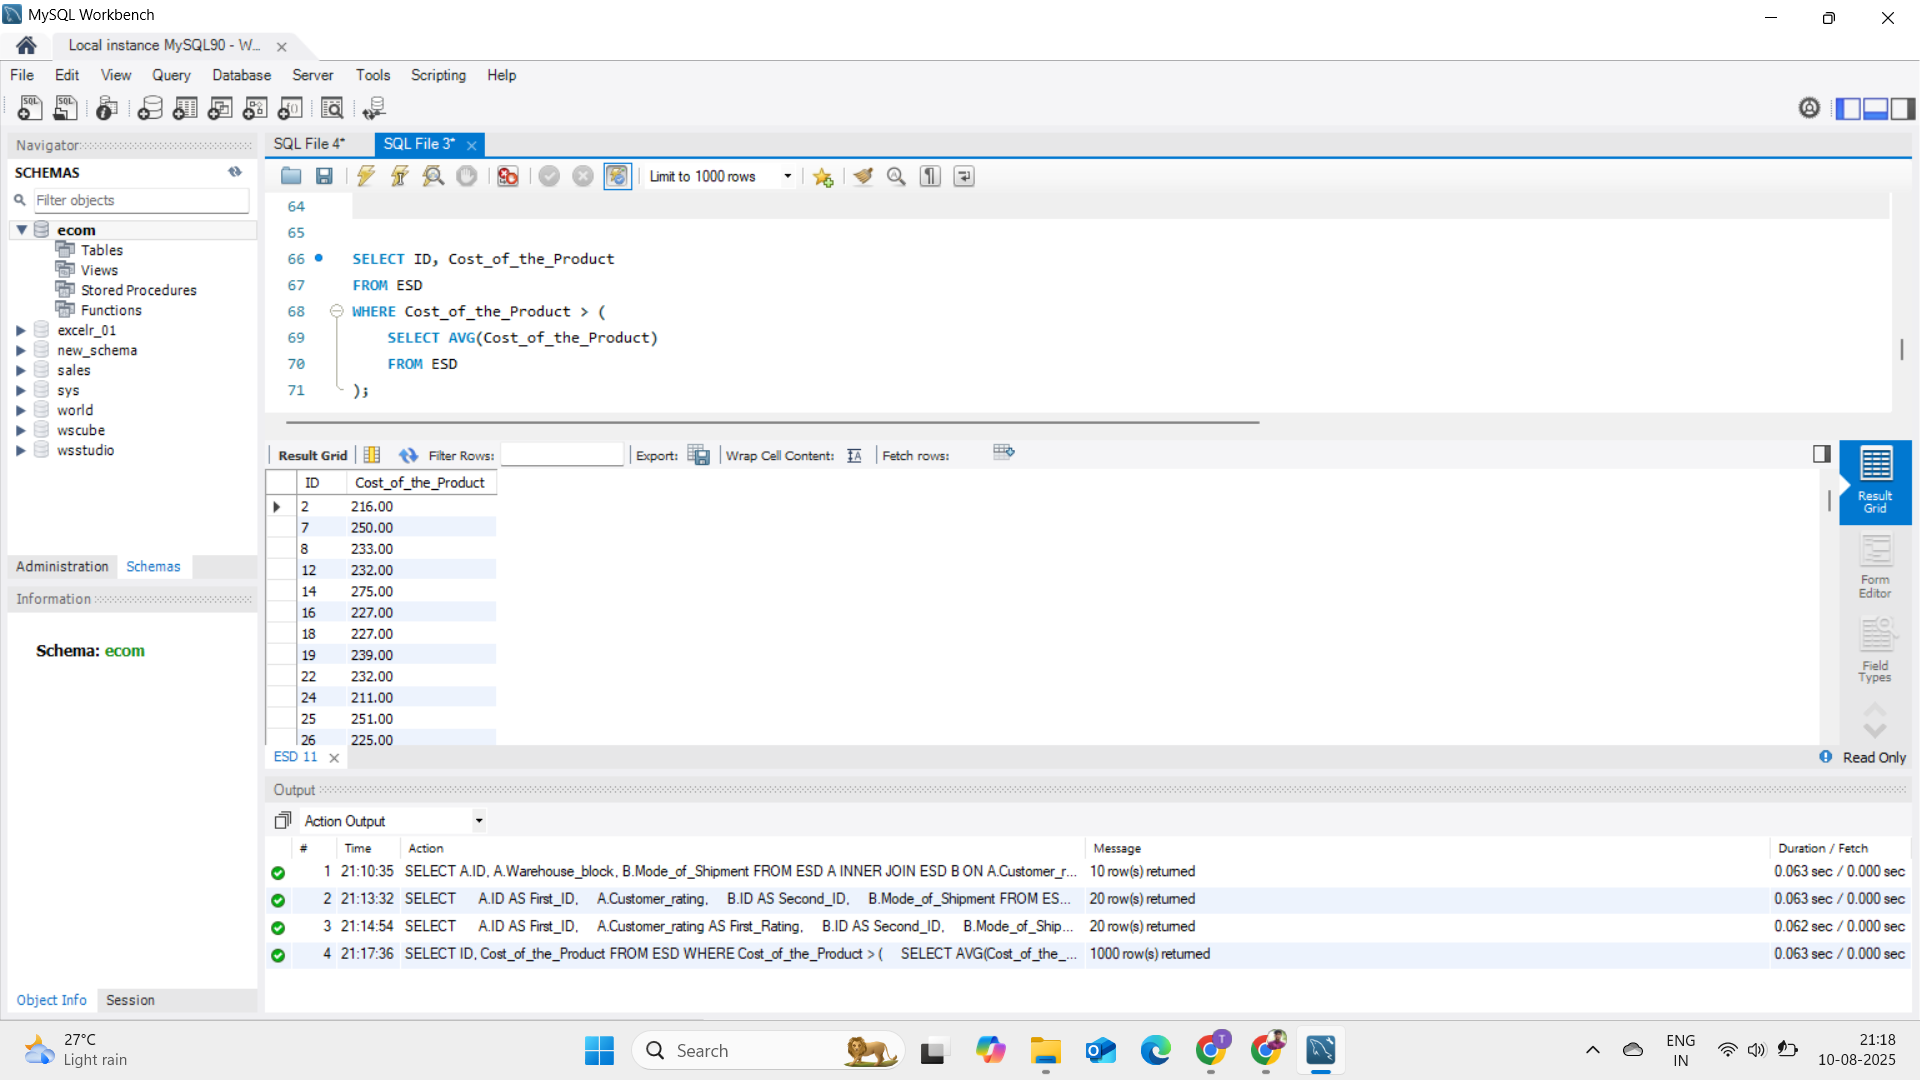 MySQL Workbench
Local instance MySQL90 - W...
File Edit View Query Database Server Tools Scripting Help
Navigator
SCHEMAS
Filter objects
ecom
Tables
Views
Stored Procedures
Functions
excelr_01
new_schema
sales
sys
world
wscube
wsstudio
Administration Schemas
Information
Schema: ecom
Object Info Session
SQL File 4* SQL File 3*
Limit to 1000 rows
64
65
66 SELECT ID, Cost_of_the_Product
67 FROM ESD
68 WHERE Cost_of_the_Product > (
69 SELECT AVG(Cost_of_the_Product)
70 FROM ESD
71 );
Result Grid Filter Rows: Export: Wrap Cell Content: Fetch rows:
ID Cost_of_the_Product
2 216.00
7 250.00
8 233.00
12 232.00
14 275.00
16 227.00
18 227.00
19 239.00
22 232.00
24 211.00
25 251.00
26 225.00
Result
Grid
Form
Editor
Field
Types
ESD 11
Read Only
Output
Action Output
# Time Action Message Duration / Fetch
1 21:10:35 SELECT A.ID, A.Warehouse_block, B.Mode_of_Shipment FROM ESD A INNER JOIN ESD B ON A.Customer_r... 10 row(s) returned 0.063 sec / 0.000 sec
2 21:13:32 SELECT A.ID AS First_ID, A.Customer_rating, B.ID AS Second_ID, B.Mode_of_Shipment FROM ES... 20 row(s) returned 0.063 sec / 0.000 sec
3 21:14:54 SELECT A.ID AS First_ID, A.Customer_rating AS First_Rating, B.ID AS Second_ID, B.Mode_of_Ship... 20 row(s) returned 0.062 sec / 0.000 sec
4 21:17:36 SELECT ID, Cost_of_the_Product FROM ESD WHERE Cost_of_the_Product > ( SELECT AVG(Cost_of_the_... 1000 row(s) returned 0.063 sec / 0.000 sec
27°C
Light rain
Search
ENG
IN
21:18
10-08-2025